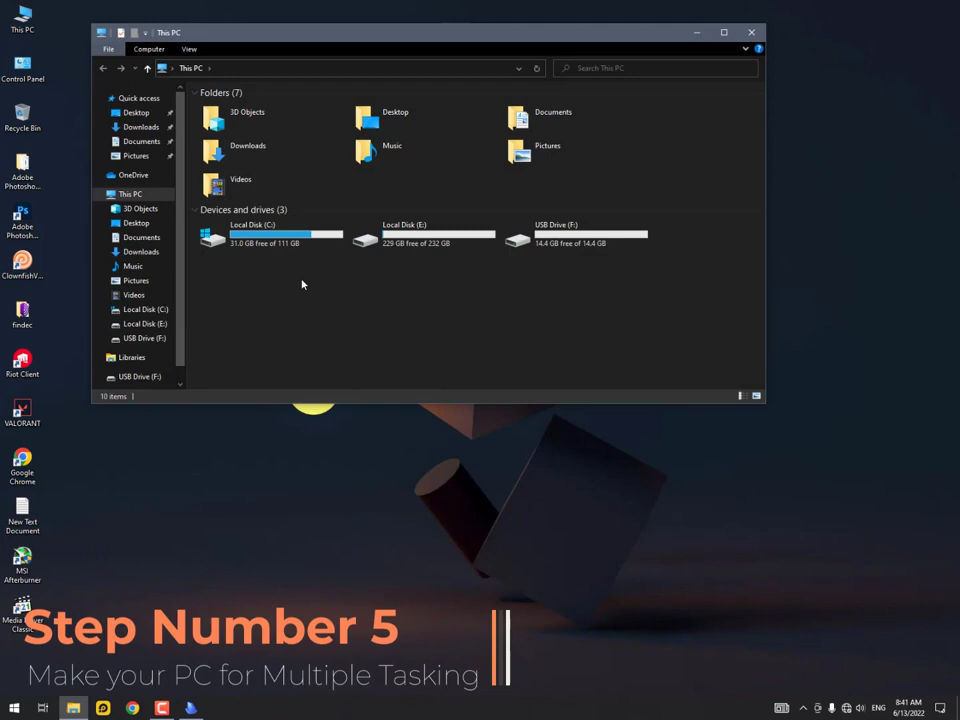 This PC
Control Panel
Recycle Bin
Adobe
Photosho...
Adobe
Photosh...
ClownfishV...
findec
Riot Client
VALORANT
Google
Chrome
New Text
Document
MSI
Afterburner
Media Player
Classic
This PC
File
Computer
View
This PC
Search This PC
Quick access
Desktop
Downloads
Documents
Pictures
OneDrive
This PC
3D Objects
Desktop
Documents
Downloads
Music
Pictures
Videos
Local Disk (C:)
Local Disk (E:)
USB Drive (F:)
Libraries
USB Drive (F:)
Folders (7)
3D Objects
Desktop
Documents
Downloads
Music
Pictures
Videos
Devices and drives (3)
Local Disk (C:)
31.0 GB free of 111 GB
Local Disk (E:)
229 GB free of 232 GB
USB Drive (F:)
14.4 GB free of 14.4 GB
10 items
Step Number 5
Make your PC for Multiple Tasking
ENG
8:41 AM
6/13/2022